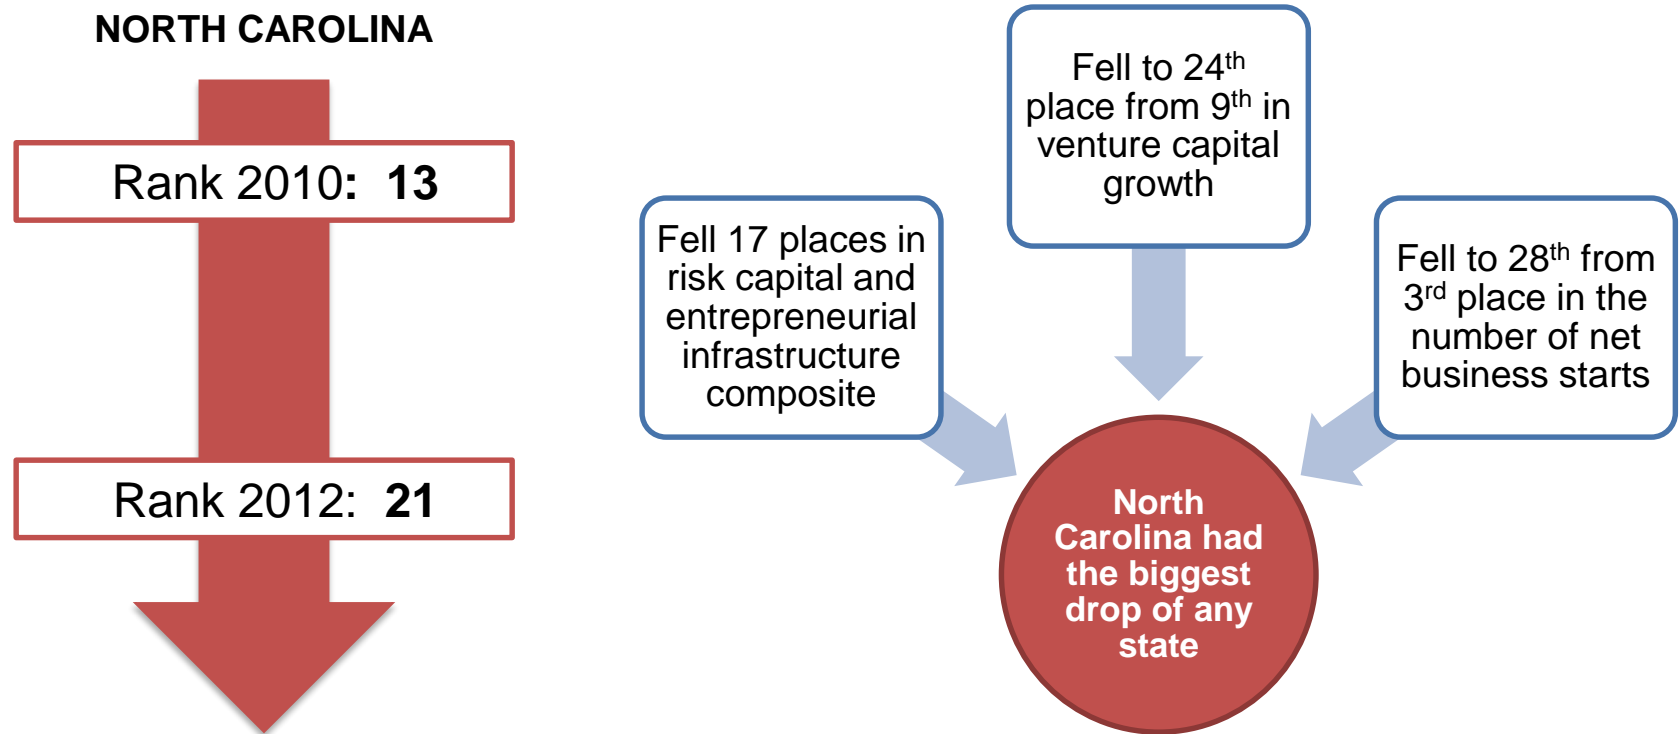 NORTH CAROLINA
Rank 2010: 13
Rank 2012: 21
Fell 17 places in
risk capital and
entrepreneurial
infrastructure
composite
Fell to 24th
place from 9th in
venture capital
growth
Fell to 28th from
3rd place in the
number of net
business starts
North
Carolina had
the biggest
drop of any
state